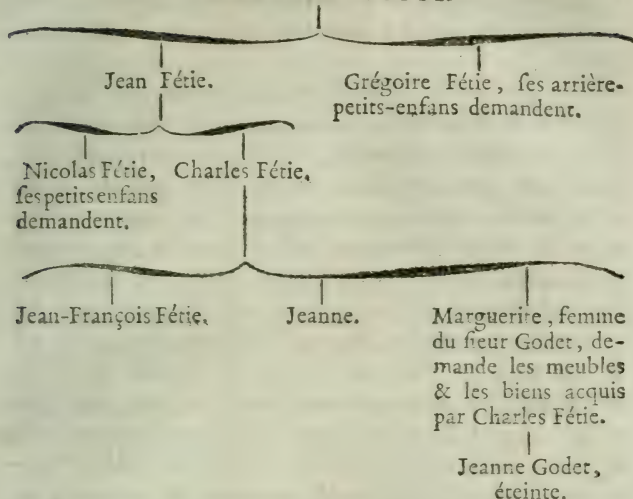 Jean Fétie.
Grégoire Fétie, ſes arrière-
petits-enfans demandent.
Nicolas Fétie,
ſes petits enfans
demandent.
Charles Fétie.
Jean-François Fétie.
Jeanne.
Marguerite, femme
du ſieur Godet, de-
mande les meubles
& les biens acquis
par Charles Fétie.
Jeanne Godet,
éteinte.